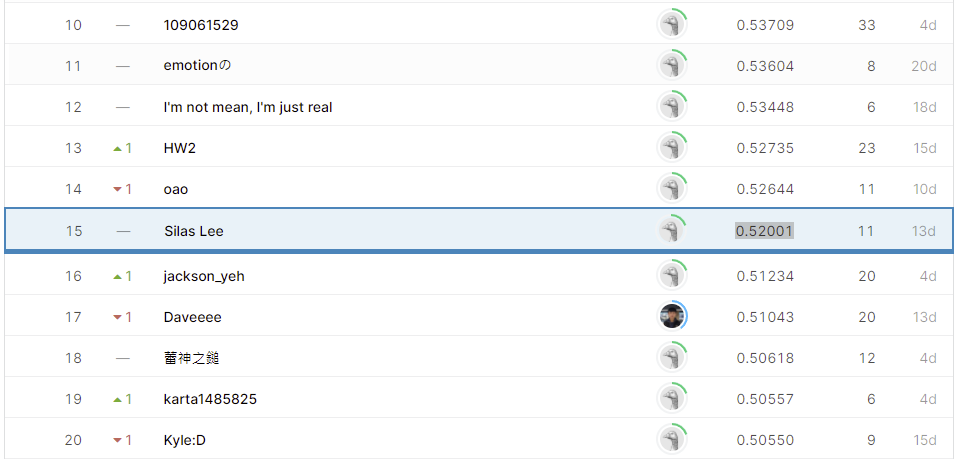 10 — 109061529 0.53709 33 4d
11 — emotionの 0.53604 8 20d
12 — I'm not mean, I'm just real 0.53448 6 18d
13 1 HW2 0.52735 23 15d
14 1 oao 0.52644 11 10d
15 — Silas Lee 0.52001 11 13d
16 1 jackson_yeh 0.51234 20 4d
17 1 Daveeee 0.51043 20 13d
18 — 蕾神之鎚 0.50618 12 4d
19 1 karta1485825 0.50557 6 4d
20 1 Kyle:D 0.50550 9 15d